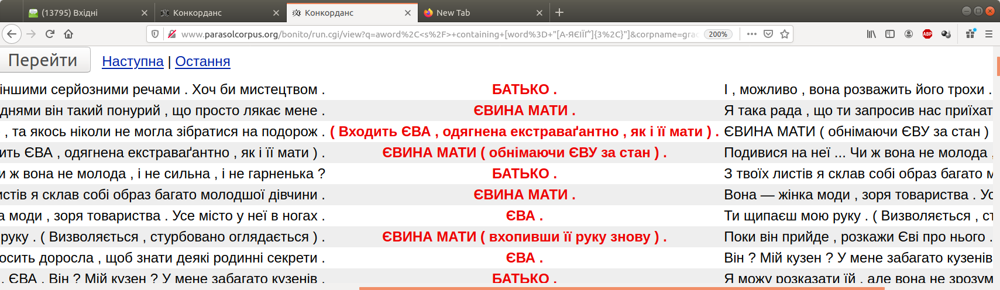 (13795) Вхідні
Конкорданс
Конкорданс
New Tab
www.parasolcorpus.org/bonito/run.cgi/view?q=aword%2C<s%2F>+containing+[word%3D+"[А-ЯЄІЇҐ]{3%2C}"]&corpname=grac
200%
ABP
Перейти Наступна | Остання
іншими серйозними речами . Хоч би мистецтвом . БАТЬКО . І , можливо , вона розважить його трохи .
днями він такий понурий , що просто лякає мене . ЄВИНА МАТИ . Я така рада , що ти запросив нас приїхат
, та якось ніколи не могла зібратися на подорож . ( Входить ЄВА , одягнена екстраваґантно , як і її мати ) . ЄВИНА МАТИ ( обнімаючи ЄВУ за стан )
ить ЄВА , одягнена екстраваґантно , як і її мати ) . ЄВИНА МАТИ ( обнімаючи ЄВУ за стан ) . Подивися на неї ... Чи ж вона не молода ,
и ж вона не молода , і не сильна , і не гарненька ? БАТЬКО . З твоїх листів я склав собі образ багато м
истів я склав собі образ багато молодшої дівчини . ЄВИНА МАТИ . Вона — жінка моди , зоря товариства . Ус
а моди , зоря товариства . Усе місто у неї в ногах . ЄВА . Ти щипаєш мою руку . ( Визволяється , ст
руку . ( Визволяється , стурбовано оглядається ) . ЄВИНА МАТИ ( вхопивши її руку знову ) . Поки він прийде , розкажи Єві про нього .
осить доросла , щоб знати деякі родинні секрети . ЄВА . Він ? Мій кузен ? У мене забагато кузенів
. ЄВА . Він ? Мій кузен ? У мене забагато кузенів . БАТЬКО . Я можу розказати їй , але вона не зрозум